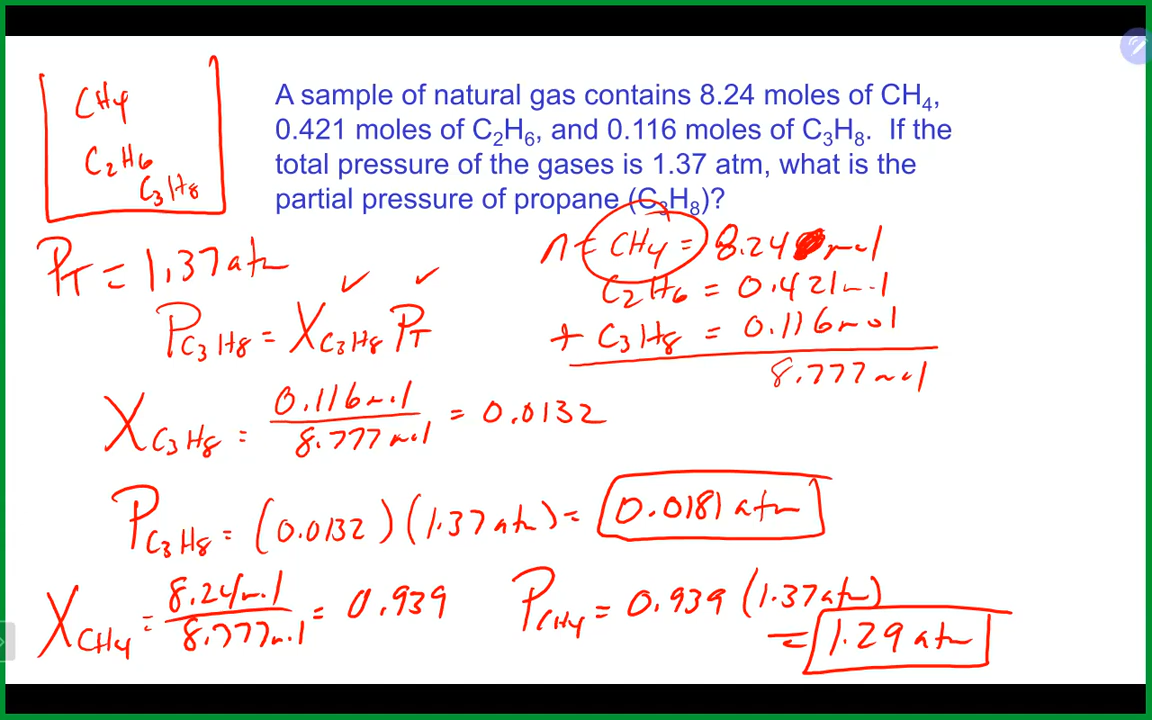 CH4
C2H6
C3H8
A sample of natural gas contains 8.24 moles of CH₄,
0.421 moles of C₂H₆, and 0.116 moles of C₃H₈. If the
total pressure of the gases is 1.37 atm, what is the
partial pressure of propane (C₃H₈)?
PT = 1.37 atm
n = CH4 = 8.24 mol
C2H6 = 0.421 mol
+ C3H8 = 0.116 mol
8.777 mol
PC3H8 = XC3H8 PT
XC3H8 = 0.116 mol / 8.777 mol = 0.0132
PC3H8 = (0.0132)(1.37 atm) = 0.0181 atm
XCH4 = 8.24 mol / 8.777 mol = 0.939
PCH4 = 0.939 (1.37 atm)
= 1.29 atm